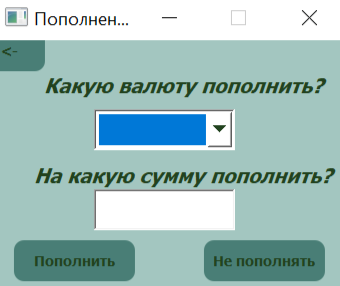 Пополнен...
<-
Какую валюту пополнить?
На какую сумму пополнить?
Пополнить
Не пополнять